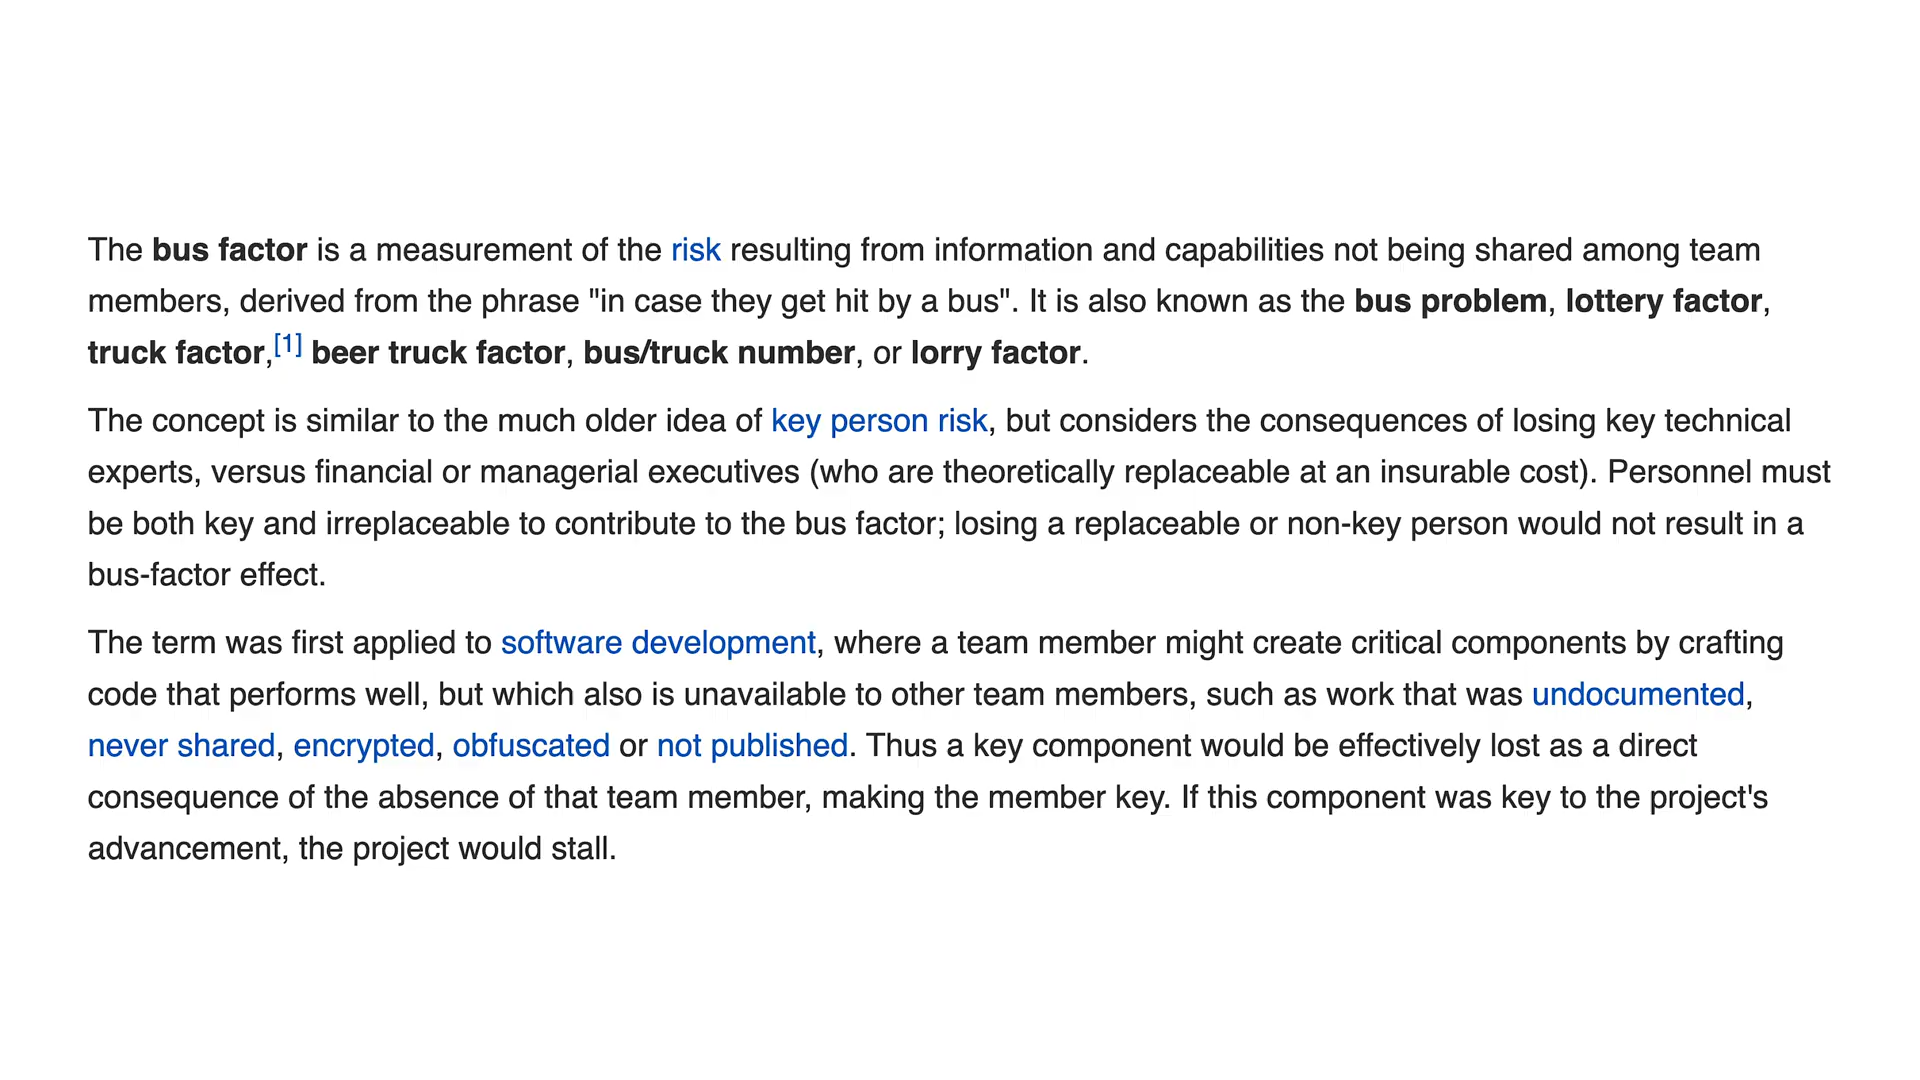 The bus factor is a measurement of the risk resulting from information and capabilities not being shared among team
members, derived from the phrase "in case they get hit by a bus". It is also known as the bus problem, lottery factor,
truck factor,[1] beer truck factor, bus/truck number, or lorry factor.
The concept is similar to the much older idea of key person risk, but considers the consequences of losing key technical
experts, versus financial or managerial executives (who are theoretically replaceable at an insurable cost). Personnel must
be both key and irreplaceable to contribute to the bus factor; losing a replaceable or non-key person would not result in a
bus-factor effect.
The term was first applied to software development, where a team member might create critical components by crafting
code that performs well, but which also is unavailable to other team members, such as work that was undocumented,
never shared, encrypted, obfuscated or not published. Thus a key component would be effectively lost as a direct
consequence of the absence of that team member, making the member key. If this component was key to the project's
advancement, the project would stall.